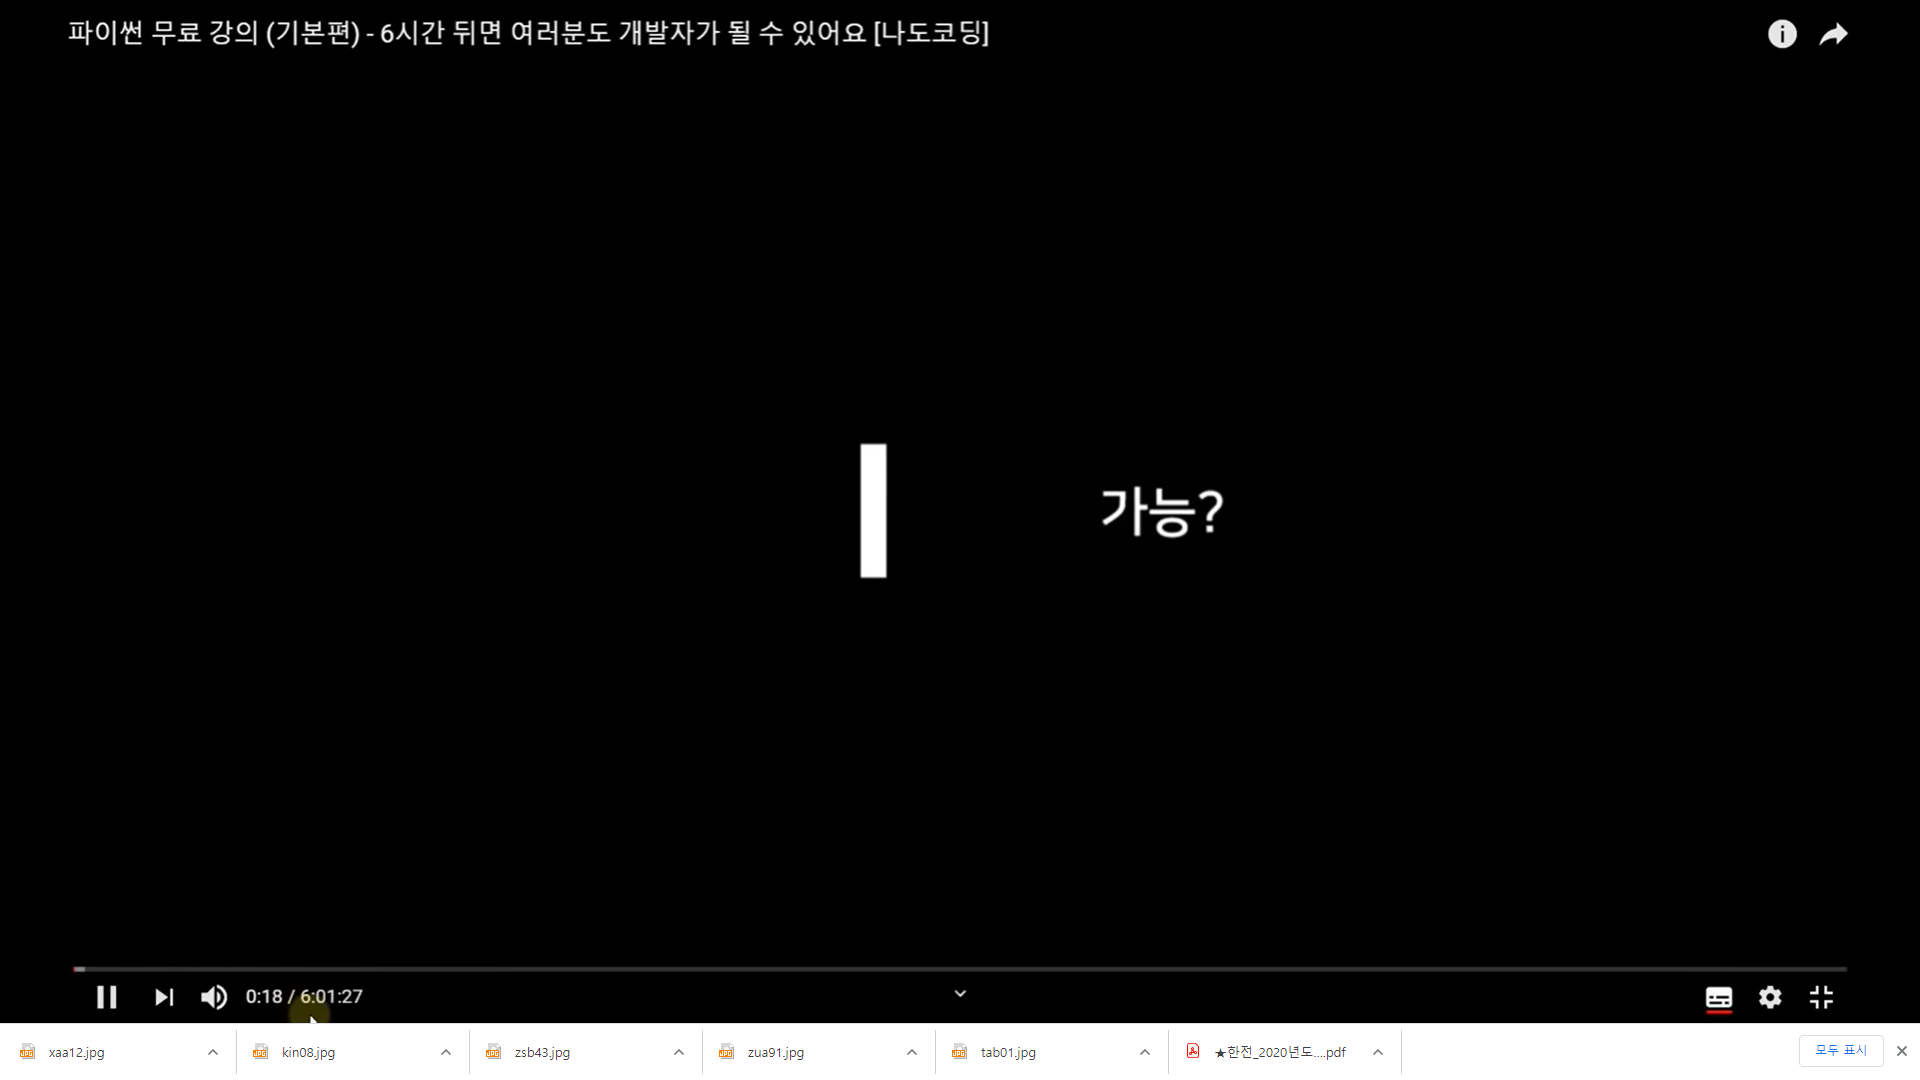 파이썬 무료 강의 (기본편) - 6시간 뒤면 여러분도 개발자가 될 수 있어요 [나도코딩]
가능?
0:18 / 6:01:27
xaa12.jpg
kin08.jpg
zsb43.jpg
zua91.jpg
tab01.jpg
★한전_2020년도....pdf
모두 표시